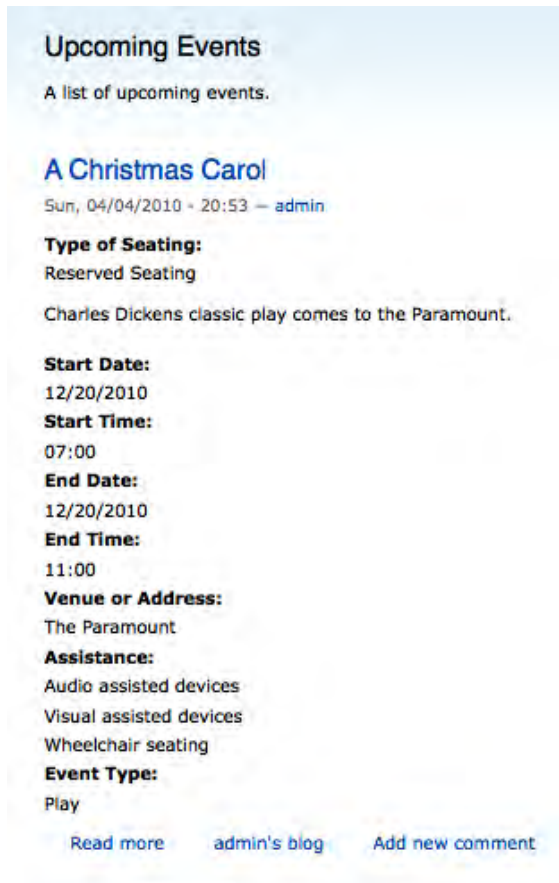 Upcoming Events
A list of upcoming events.
A Christmas Carol
Sun, 04/04/2010 - 20:53 — admin
Type of Seating:
Reserved Seating
Charles Dickens classic play comes to the Paramount.
Start Date:
12/20/2010
Start Time:
07:00
End Date:
12/20/2010
End Time:
11:00
Venue or Address:
The Paramount
Assistance:
Audio assisted devices
Visual assisted devices
Wheelchair seating
Event Type:
Play
Read more admin's blog Add new comment